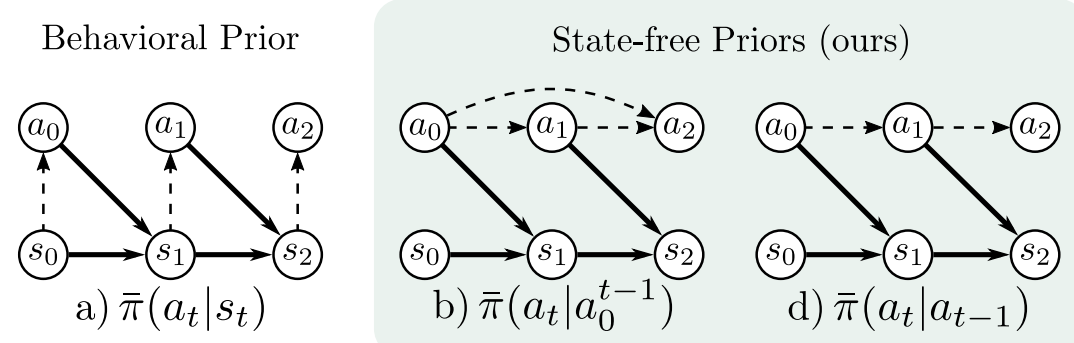 Behavioral Prior
State-free Priors (ours)
a₀ a₁ a₂
a₀ a₁ a₂
a₀ a₁ a₂
s₀ s₁ s₂
s₀ s₁ s₂
s₀ s₁ s₂
a) π̄(aₜ|sₜ)
b) π̄(aₜ|a₀ᵗ⁻¹)
d) π̄(aₜ|aₜ₋₁)